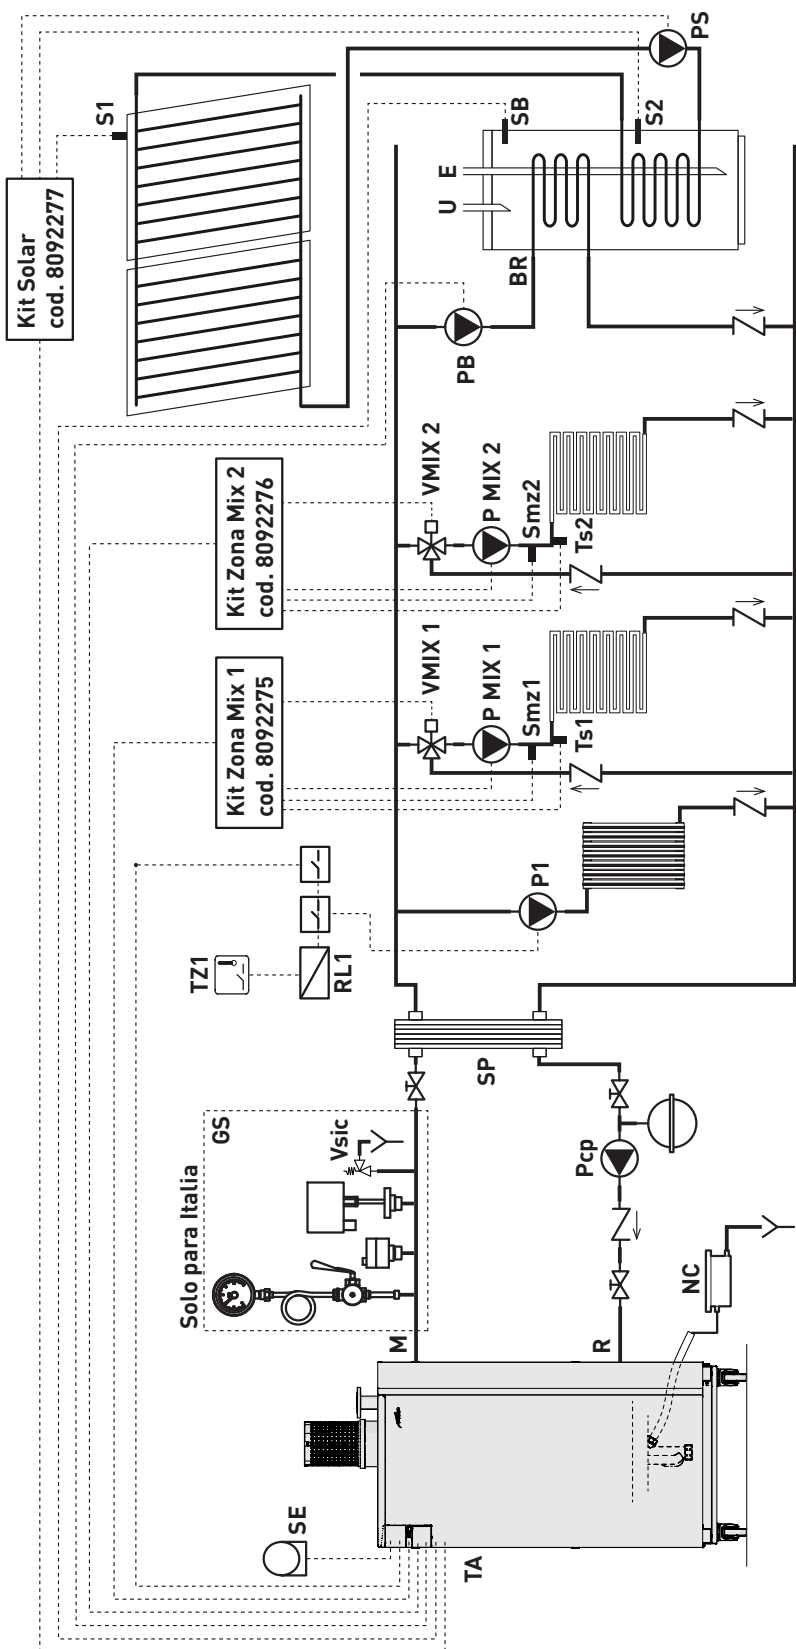 Kit Solar
cod. 8092277
S1
PS
SB
S2
U
E
BR
PB
Kit Zona Mix 2
cod. 8092276
VMIX 2
P MIX 2
Smz2
Ts2
Kit Zona Mix 1
cod. 8092275
VMIX 1
P MIX 1
Smz1
Ts1
TZ1
RL1
P1
SP
Solo para Italia
GS
Vsic
Pcp
M
R
NC
SE
TA